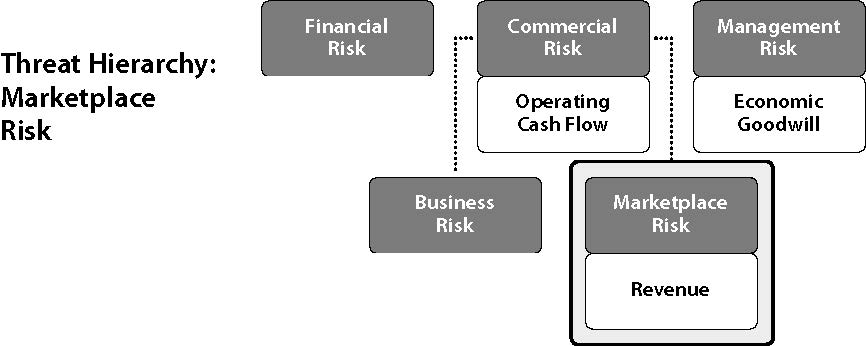 Threat Hierarchy:
Marketplace
Risk
Financial
Risk
Commercial
Risk
Operating
Cash Flow
Management
Risk
Economic
Goodwill
Business
Risk
Marketplace
Risk
Revenue